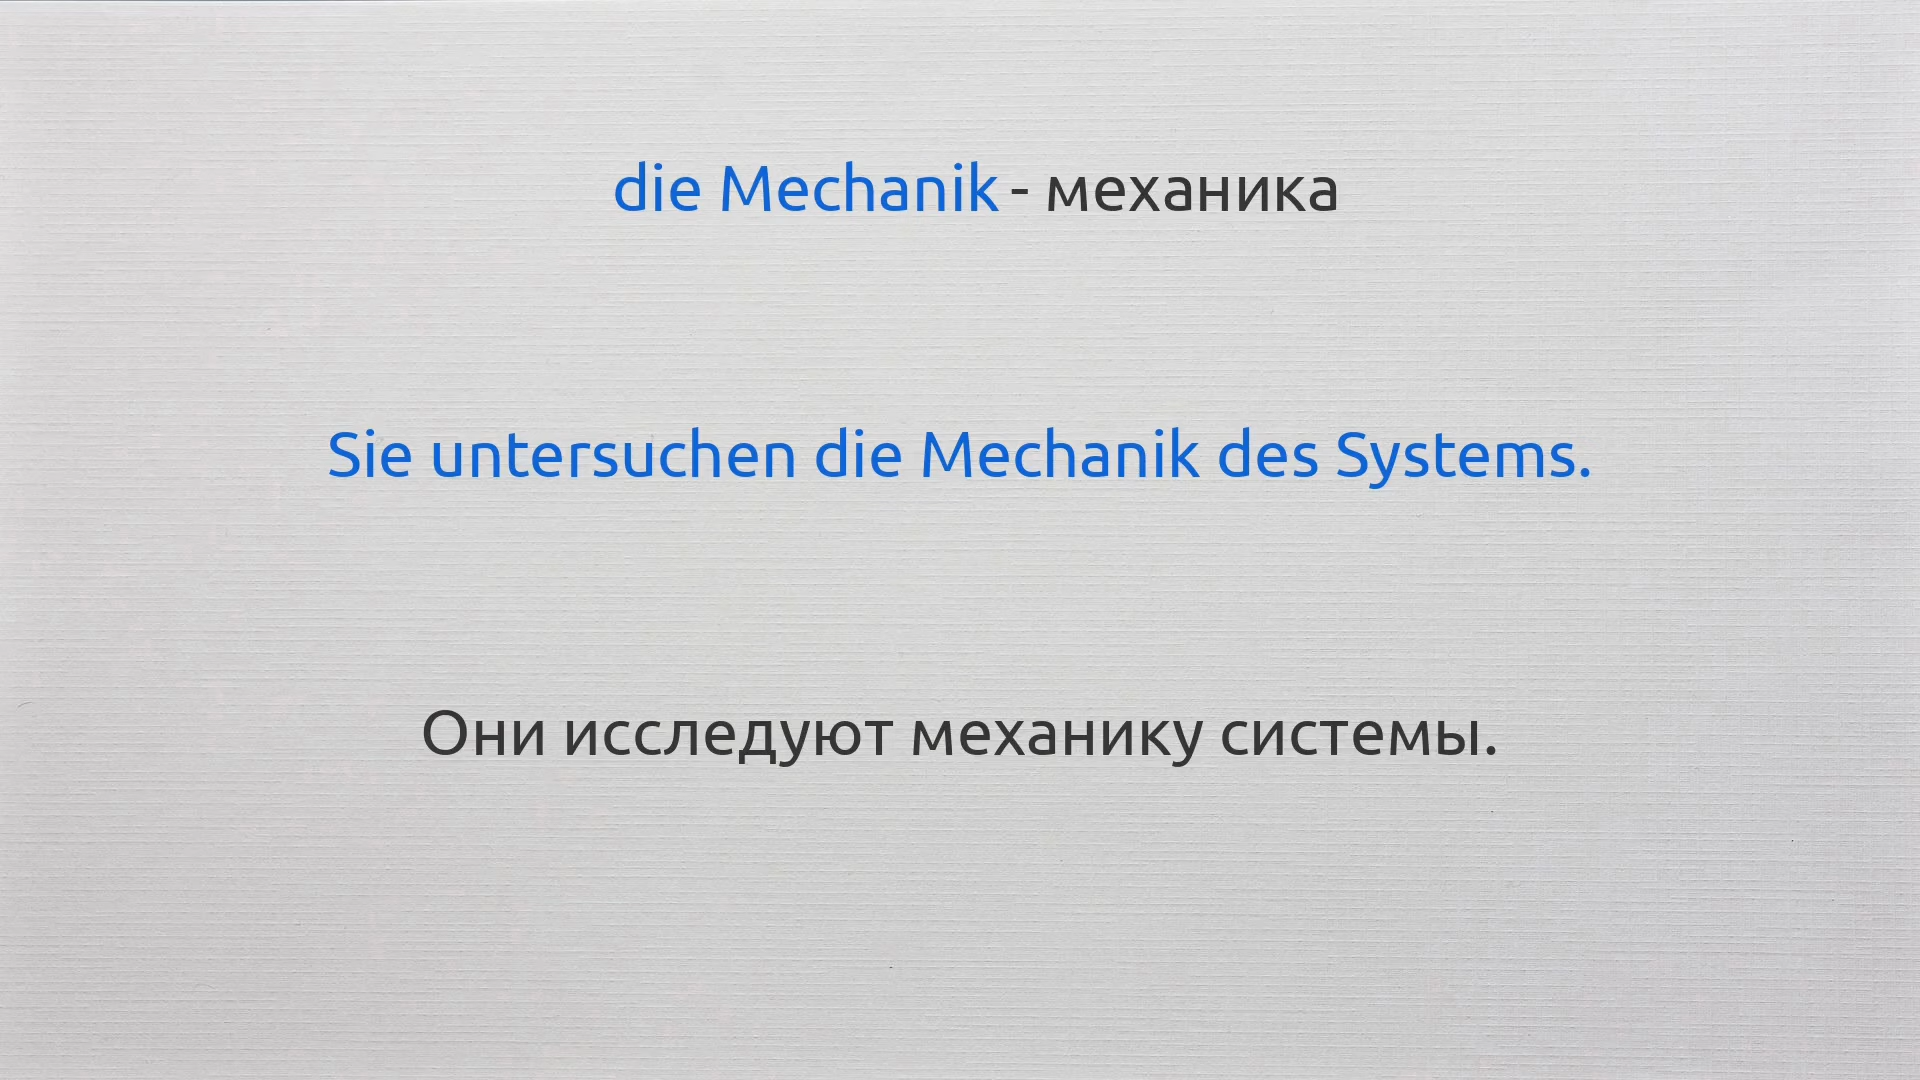 die Mechanik - механика
Sie untersuchen die Mechanik des Systems.
Они исследуют механику системы.